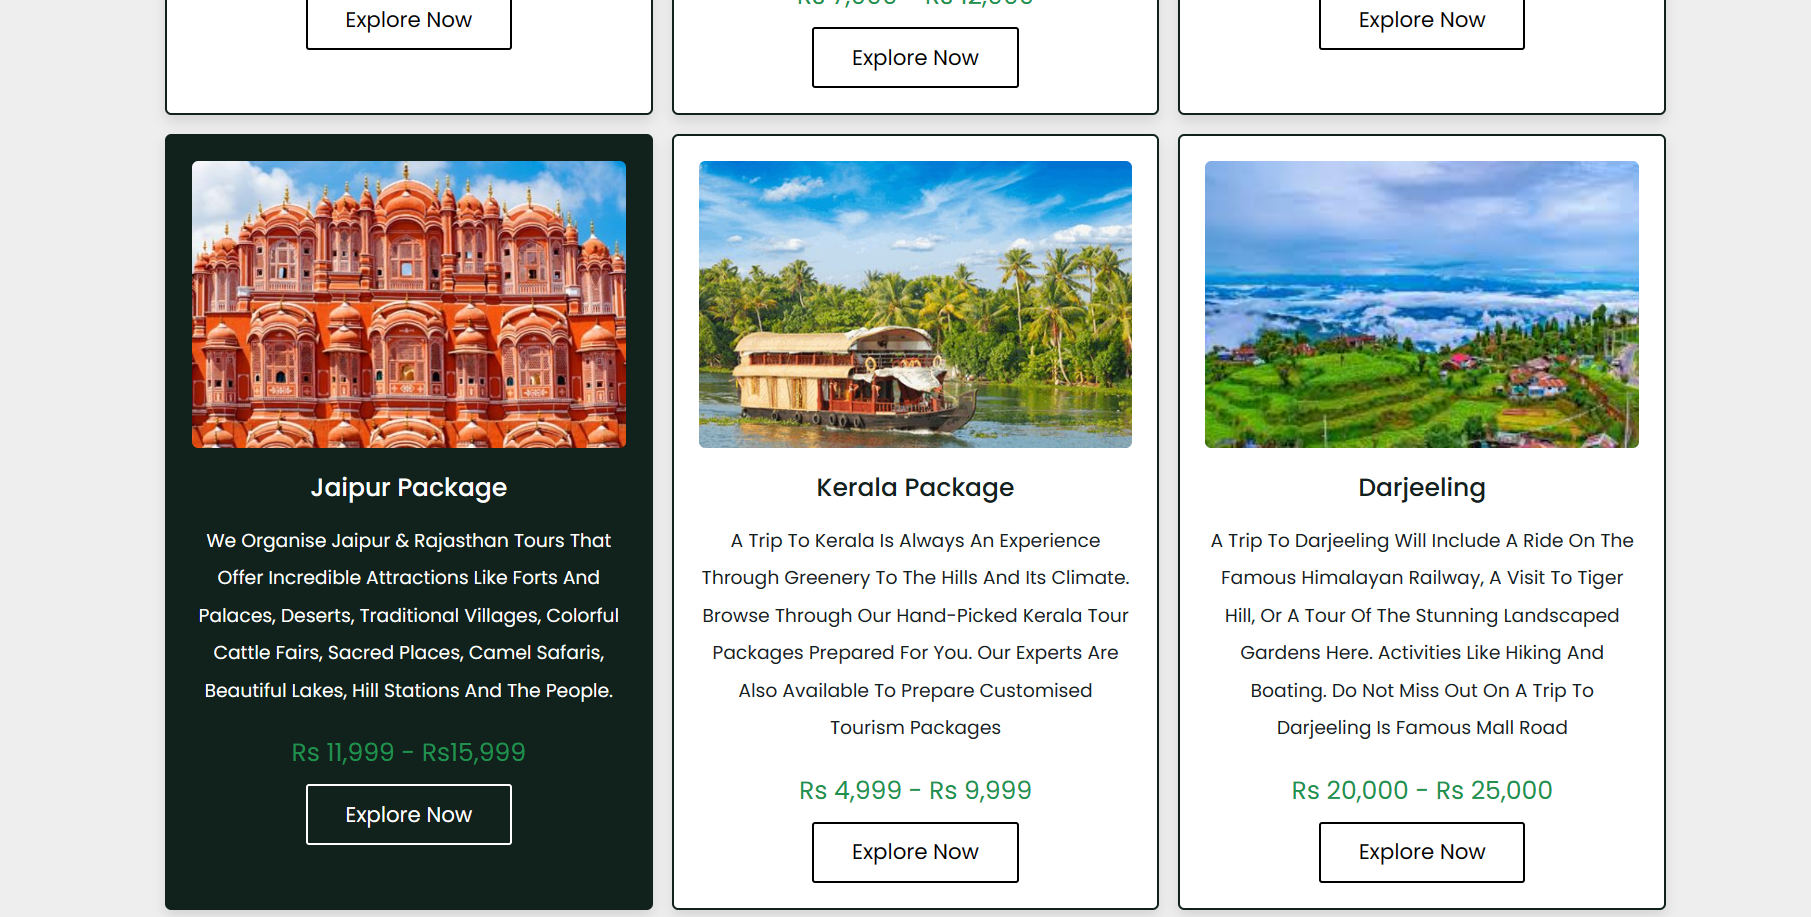 Explore Now
Explore Now
Explore Now
Jaipur Package
We Organise Jaipur & Rajasthan Tours That
Offer Incredible Attractions Like Forts And
Palaces, Deserts, Traditional Villages, Colorful
Cattle Fairs, Sacred Places, Camel Safaris,
Beautiful Lakes, Hill Stations And The People.
Rs 11,999 - Rs15,999
Explore Now
Kerala Package
A Trip To Kerala Is Always An Experience
Through Greenery To The Hills And Its Climate.
Browse Through Our Hand-Picked Kerala Tour
Packages Prepared For You. Our Experts Are
Also Available To Prepare Customised
Tourism Packages
Rs 4,999 - Rs 9,999
Explore Now
Darjeeling
A Trip To Darjeeling Will Include A Ride On The
Famous Himalayan Railway, A Visit To Tiger
Hill, Or A Tour Of The Stunning Landscaped
Gardens Here. Activities Like Hiking And
Boating. Do Not Miss Out On A Trip To
Darjeeling Is Famous Mall Road
Rs 20,000 - Rs 25,000
Explore Now